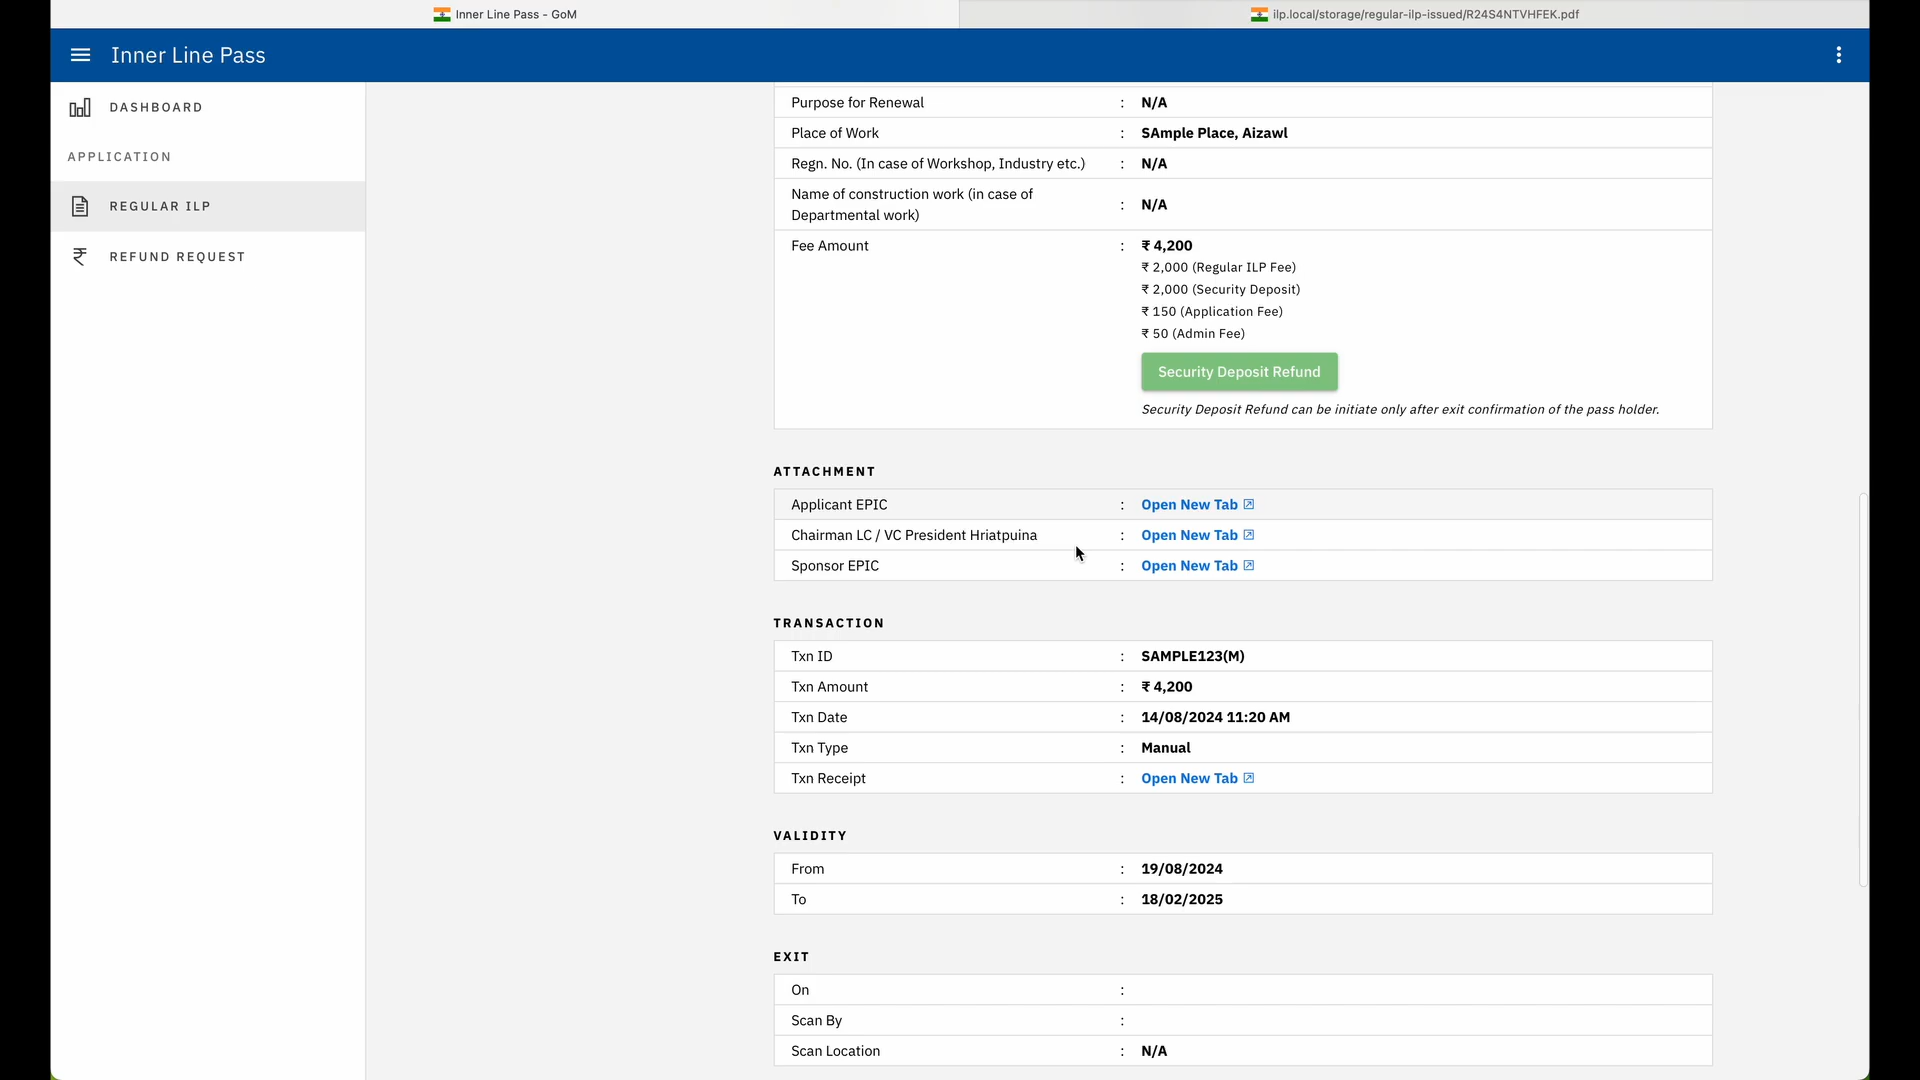 Inner Line Pass - GoM
ilp.local/storage/regular-ilp-issued/R24S4NTVHFEK.pdf
Inner Line Pass
DASHBOARD
APPLICATION
REGULAR ILP
REFUND REQUEST
Purpose for Renewal : N/A
Place of Work : SAmple Place, Aizawl
Regn. No. (In case of Workshop, Industry etc.) : N/A
Name of construction work (in case of
Departmental work) : N/A
Fee Amount : ₹ 4,200
₹ 2,000 (Regular ILP Fee)
₹ 2,000 (Security Deposit)
₹ 150 (Application Fee)
₹ 50 (Admin Fee)
Security Deposit Refund
Security Deposit Refund can be initiate only after exit confirmation of the pass holder.
ATTACHMENT
Applicant EPIC : Open New Tab
Chairman LC / VC President Hriatpuina : Open New Tab
Sponsor EPIC : Open New Tab
TRANSACTION
Txn ID : SAMPLE123(M)
Txn Amount : ₹ 4,200
Txn Date : 14/08/2024 11:20 AM
Txn Type : Manual
Txn Receipt : Open New Tab
VALIDITY
From : 19/08/2024
To : 18/02/2025
EXIT
On :
Scan By :
Scan Location : N/A